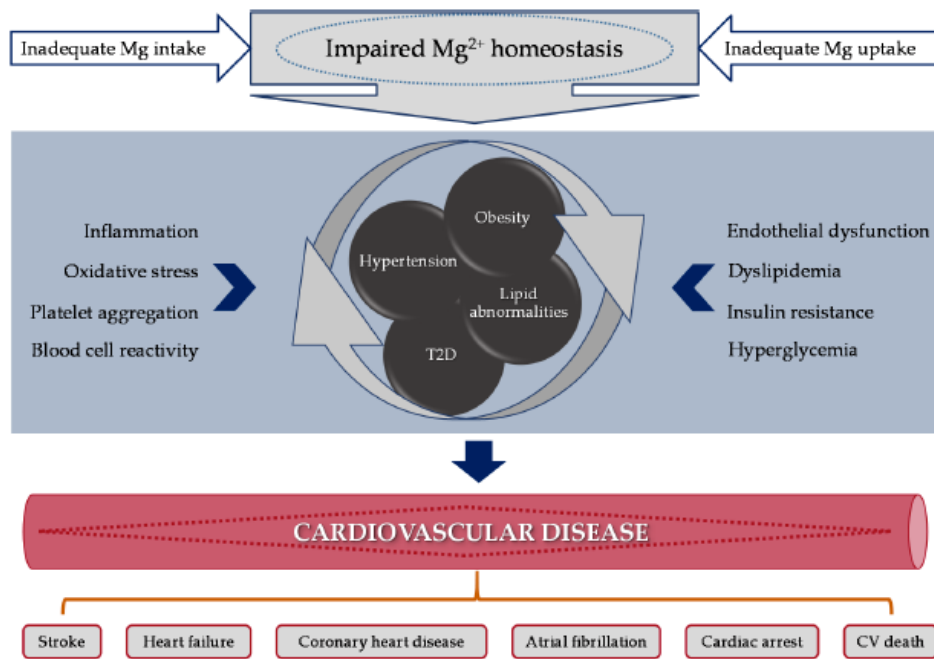 Inadequate Mg intake
Impaired Mg²⁺ homeostasis
Inadequate Mg uptake
Inflammation
Oxidative stress
Platelet aggregation
Blood cell reactivity
Obesity
Hypertension
Lipid
abnormalities
T2D
Endothelial dysfunction
Dyslipidemia
Insulin resistance
Hyperglycemia
CARDIOVASCULAR DISEASE
Stroke
Heart failure
Coronary heart disease
Atrial fibrillation
Cardiac arrest
CV death